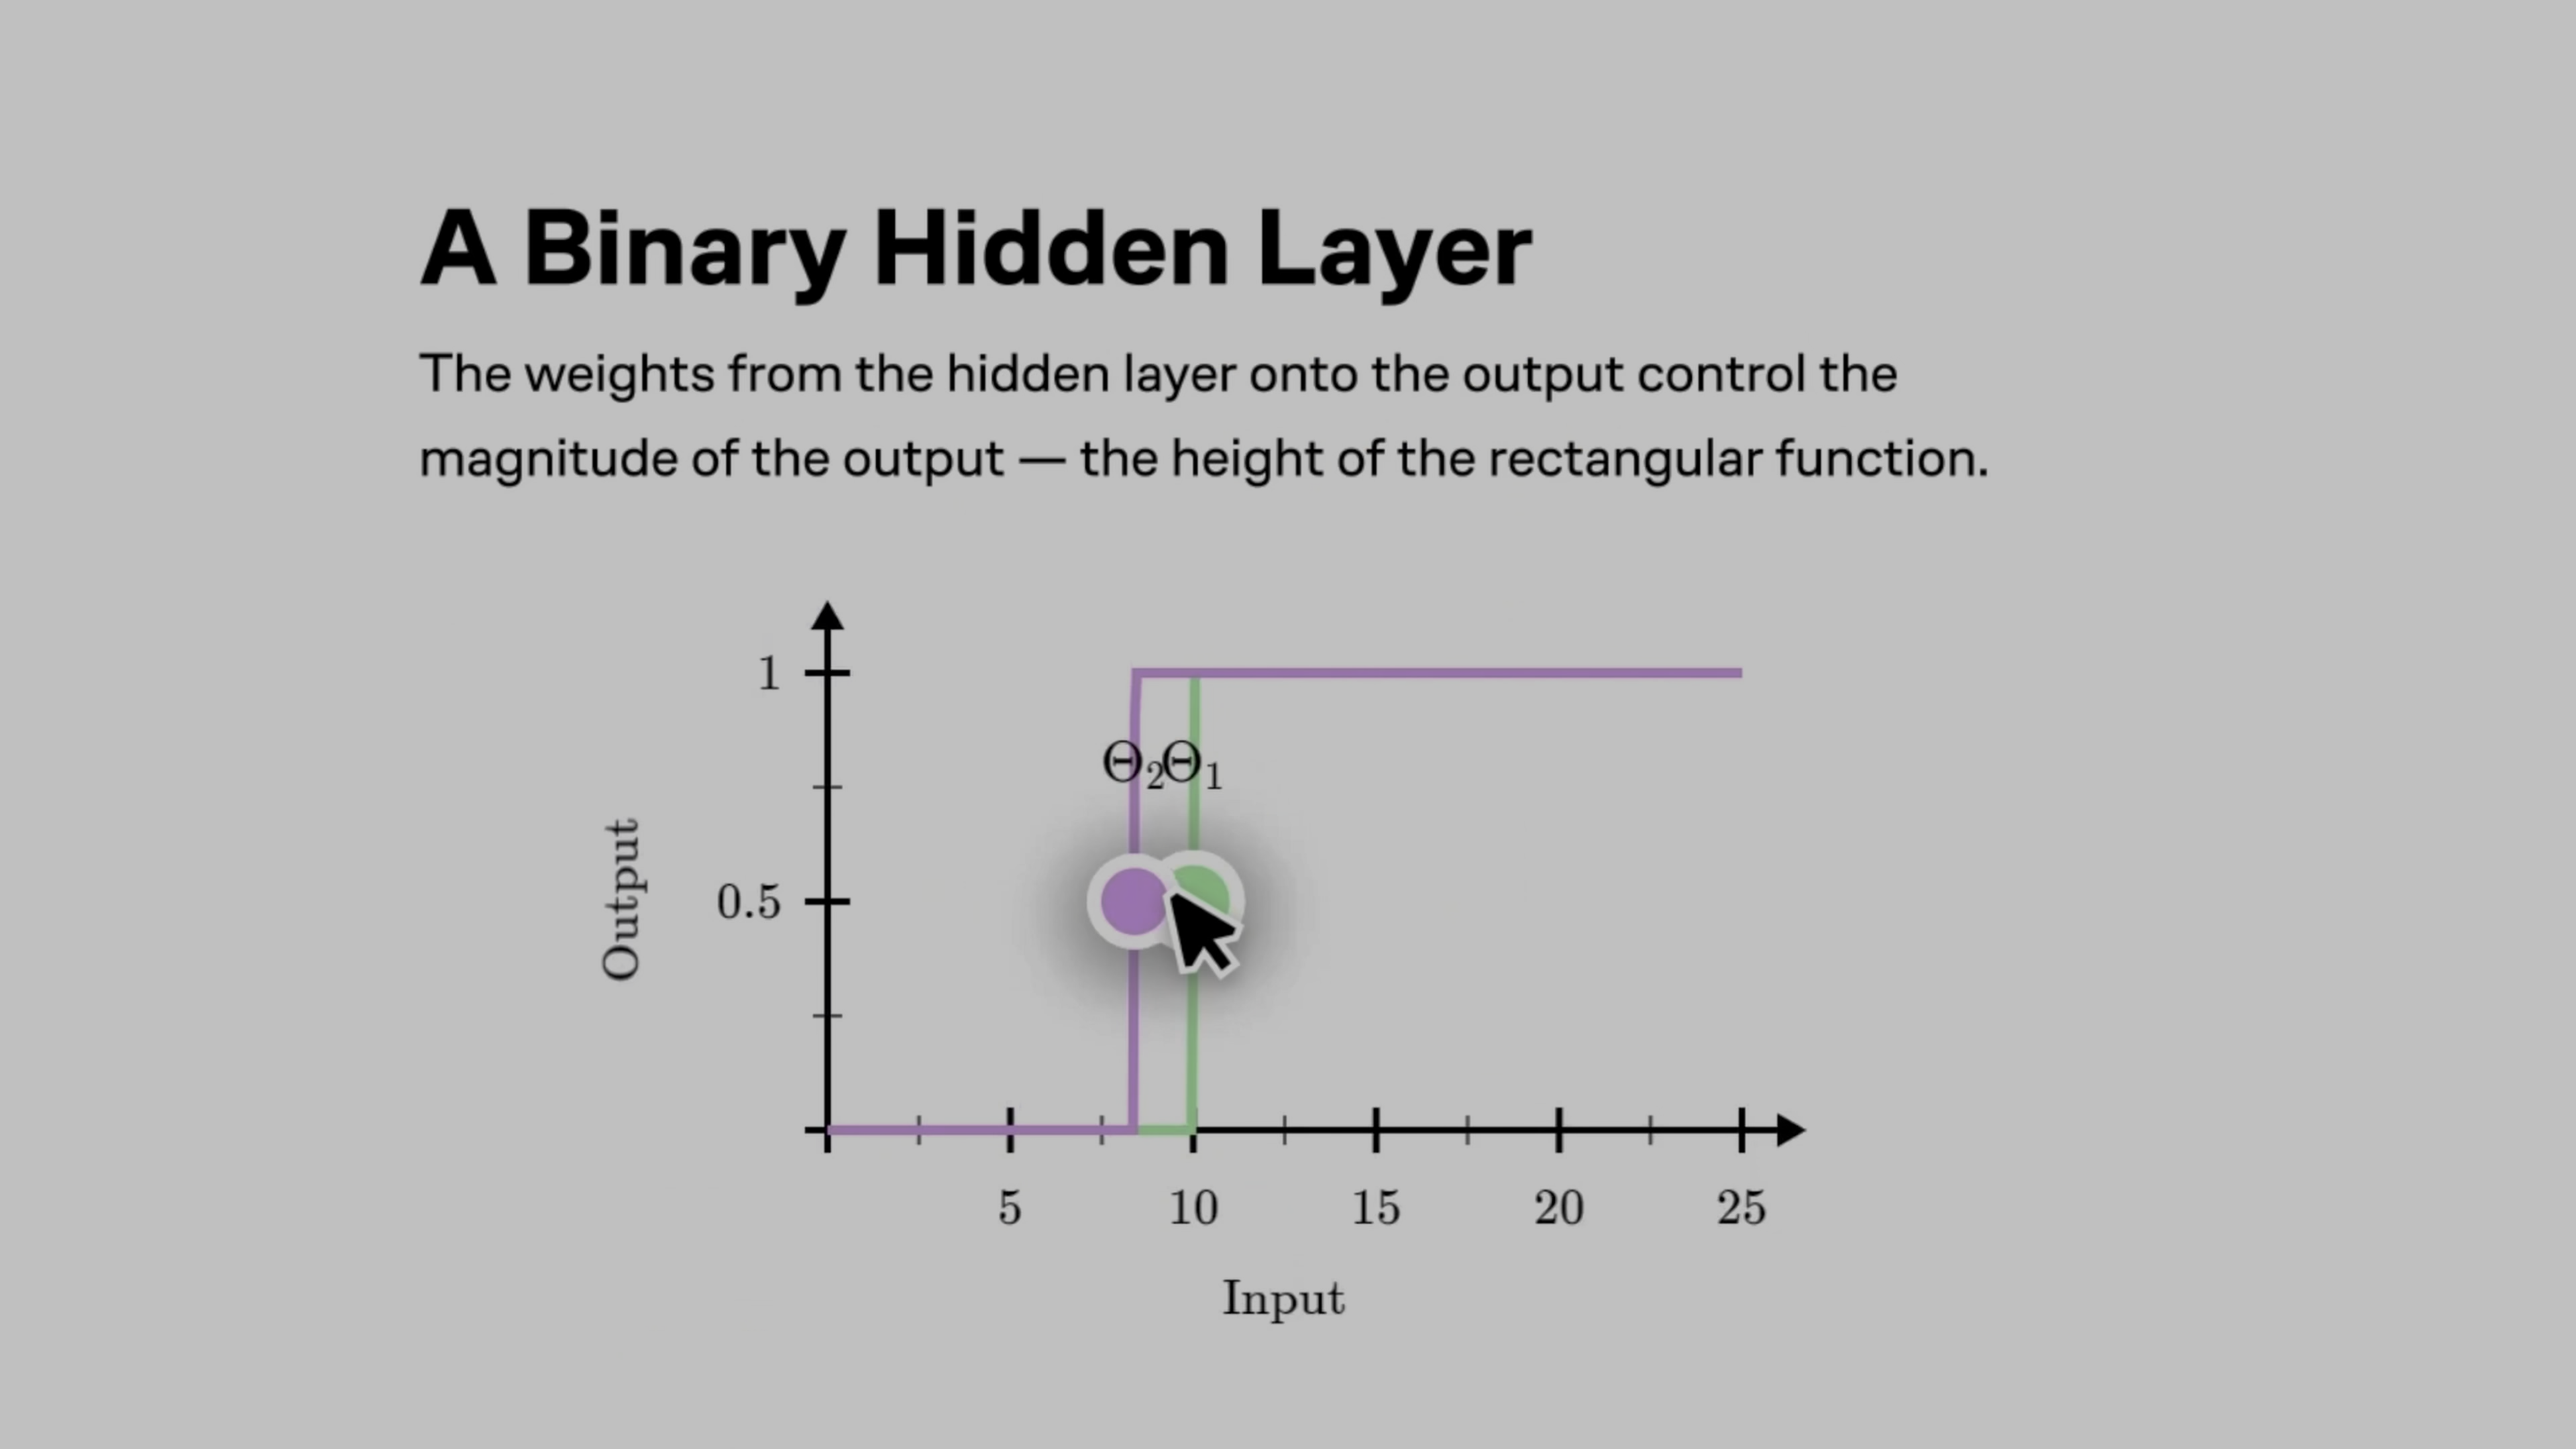 A Binary Hidden Layer
The weights from the hidden layer onto the output control the
magnitude of the output — the height of the rectangular function.
1
Θ₂Θ₁
0.5
Output
5 10 15 20 25
Input